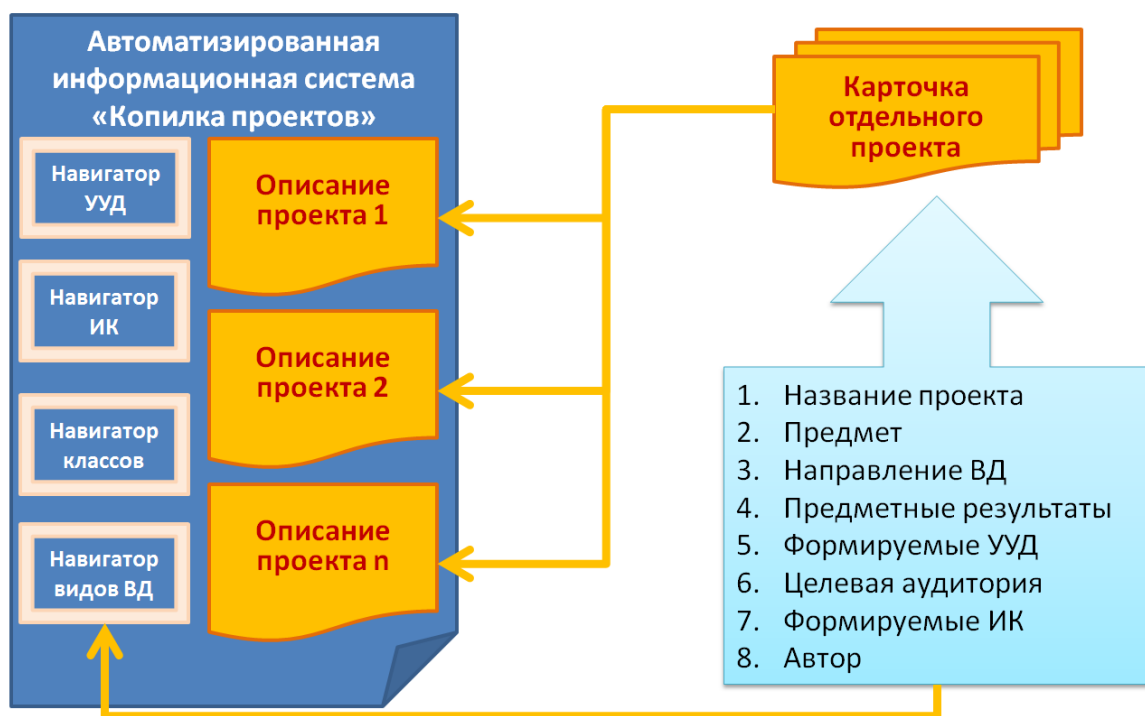 Автоматизированная
информационная система
«Копилка проектов»
Навигатор
УУД
Навигатор
ИК
Навигатор
классов
Навигатор
видов ВД
Описание
проекта 1
Описание
проекта 2
Описание
проекта n
Карточка
отдельного
проекта
1. Название проекта
2. Предмет
3. Направление ВД
4. Предметные результаты
5. Формируемые УУД
6. Целевая аудитория
7. Формируемые ИК
8. Автор